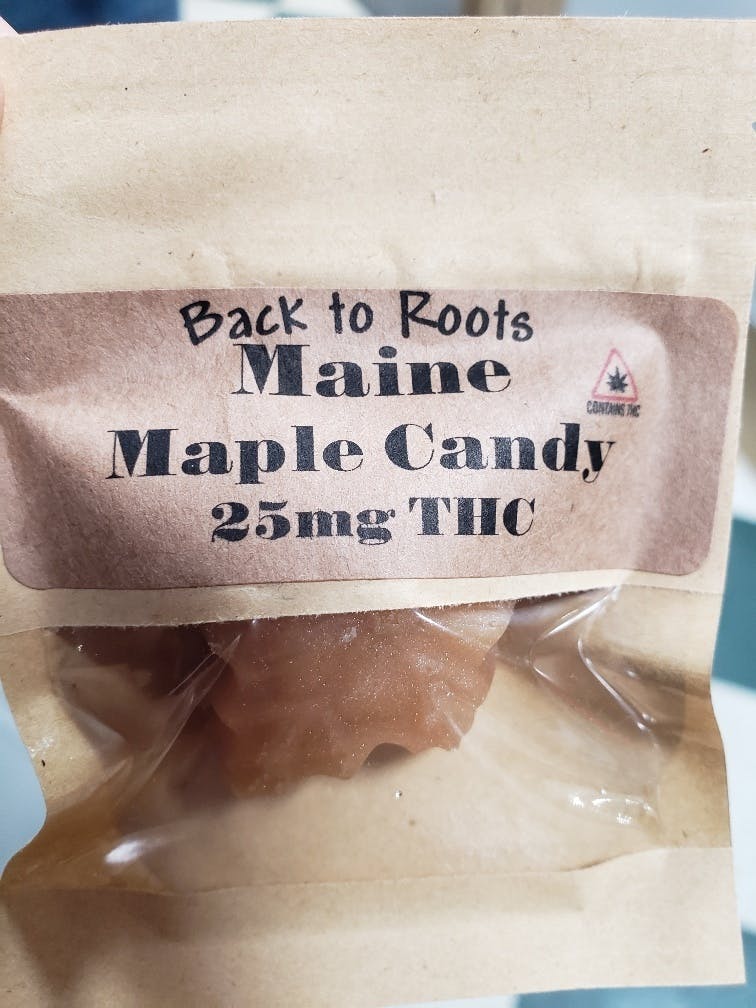 Back to Roots
Maine
CONTAINS THC
Maple Candy
25mg THC